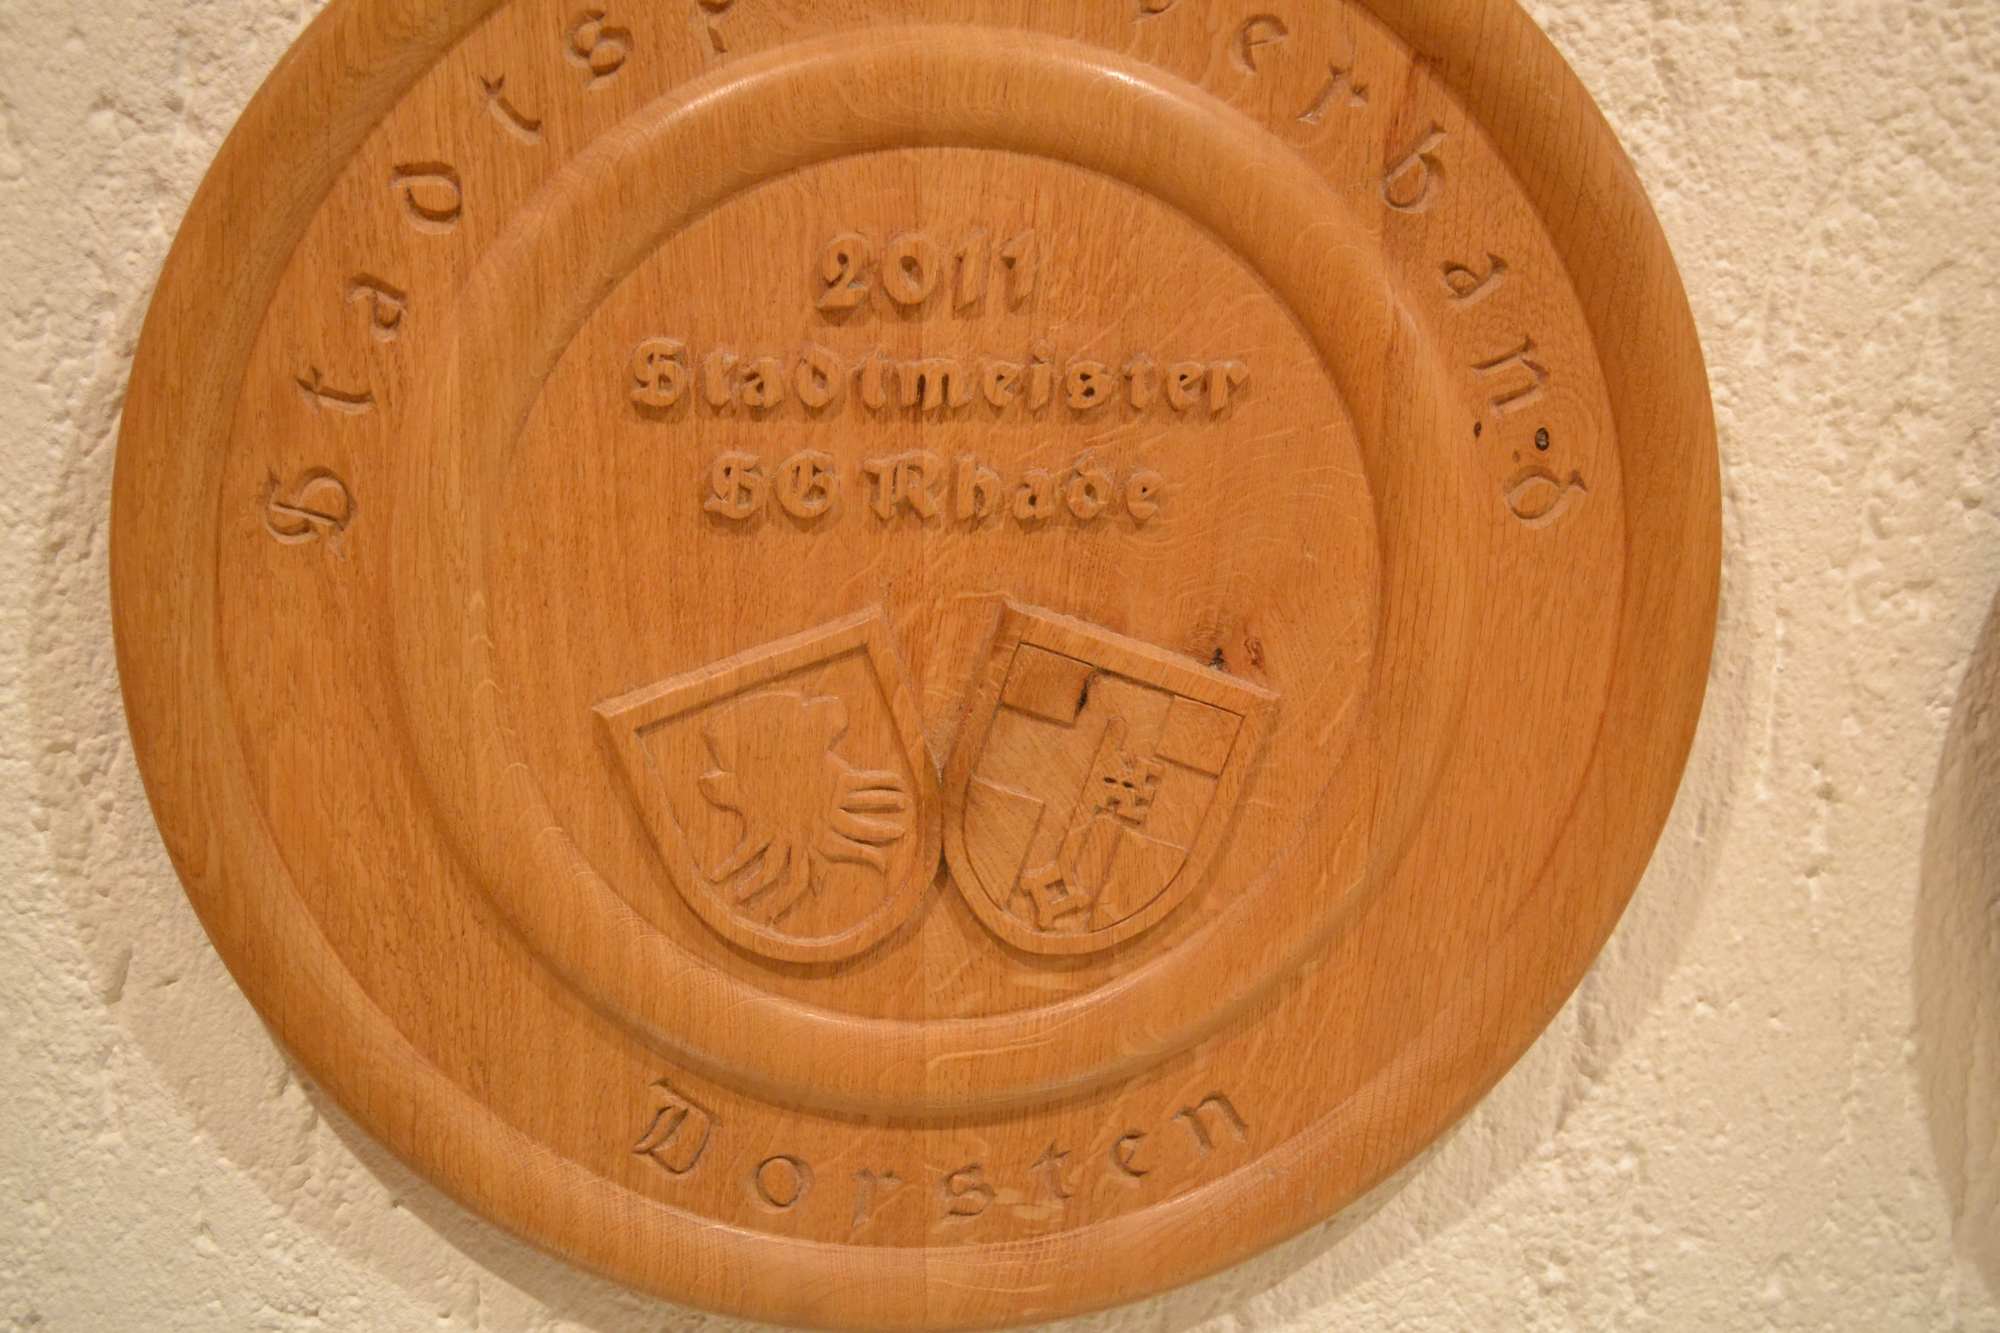 2011
Stadtmeister
SG Rhade
Dorsten